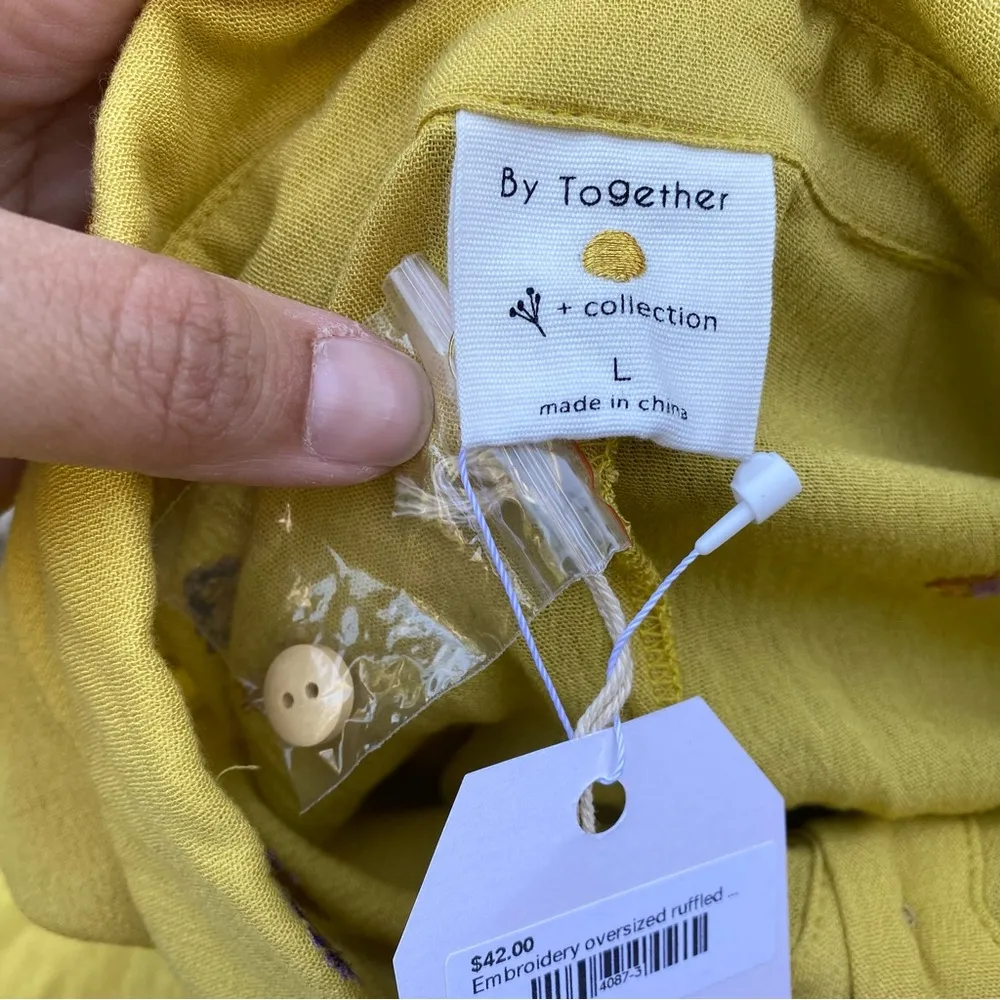 By Together
+ collection
L
made in china
$42.00
Embroidery oversized ruffled ...
4087-3